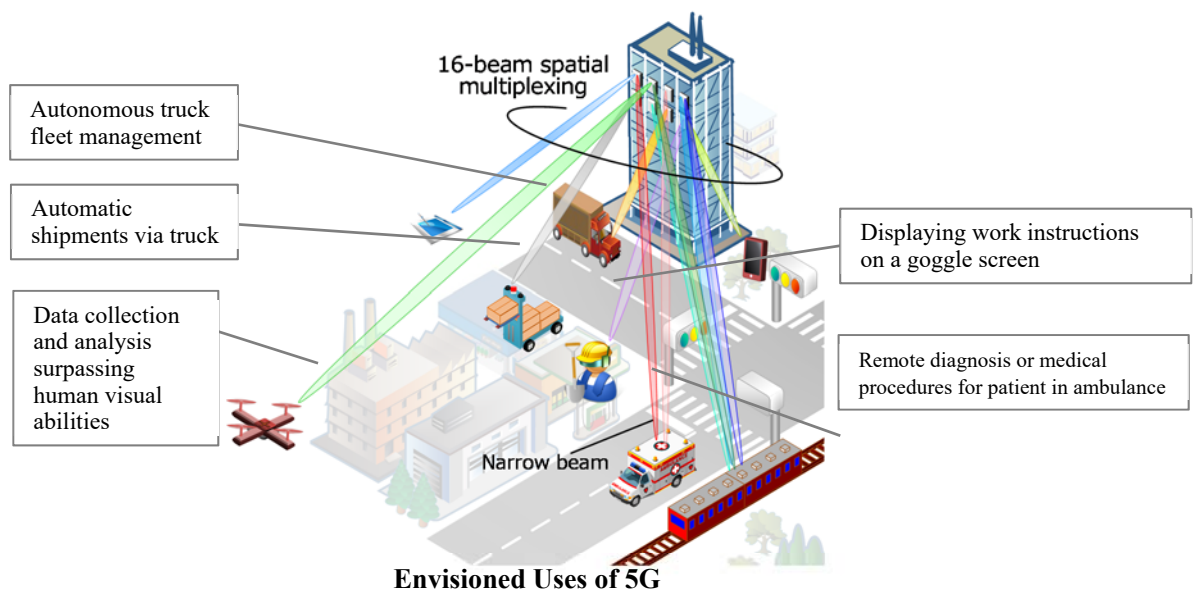 16-beam spatial
multiplexing
Autonomous truck
fleet management
Automatic
shipments via truck
Data collection
and analysis
surpassing
human visual
abilities
Displaying work instructions
on a goggle screen
Remote diagnosis or medical
procedures for patient in ambulance
Narrow beam
Envisioned Uses of 5G